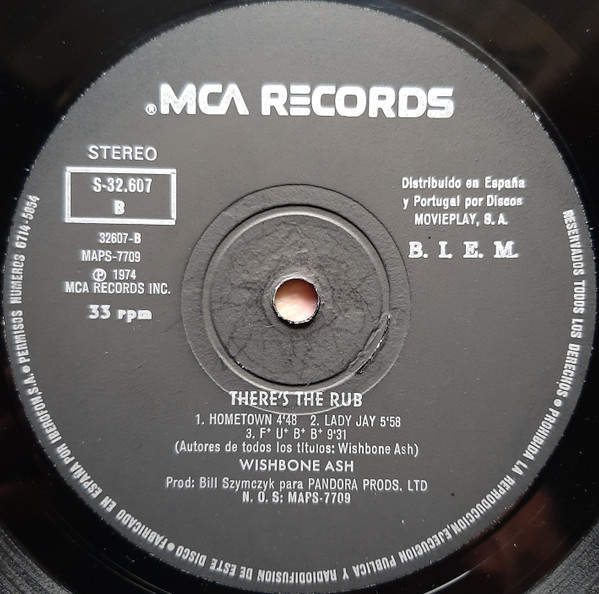 ® MCA RECORDS
STEREO
S-32.607
B
32607-B
MAPS-7709
Ⓟ 1974
MCA RECORDS INC.
33 rpm
Distribuido en España
y Portugal por Discos
MOVIEPLAY, S. A.
B. I. E. M.
THERE'S THE RUB
1. HOMETOWN 4'48 2. LADY JAY 5'58
3. F+ U+ B+ B+ 9'31
(Autores de todos los títulos: Wishbone Ash)
WISHBONE ASH
Prod: Bill Szymczyk para PANDORA PRODS. LTD
N. O. S: MAPS-7709
RESERVADOS TODOS LOS DERECHOS ● PROHIBIDA LA REPRODUCCION, EJECUCION PUBLICA Y RADIODIFUSION DE ESTE DISCO ● FABRICADO EN ESPAÑA POR IBEROFON S.A. ● PERMISOS NUMEROS 6714-5054